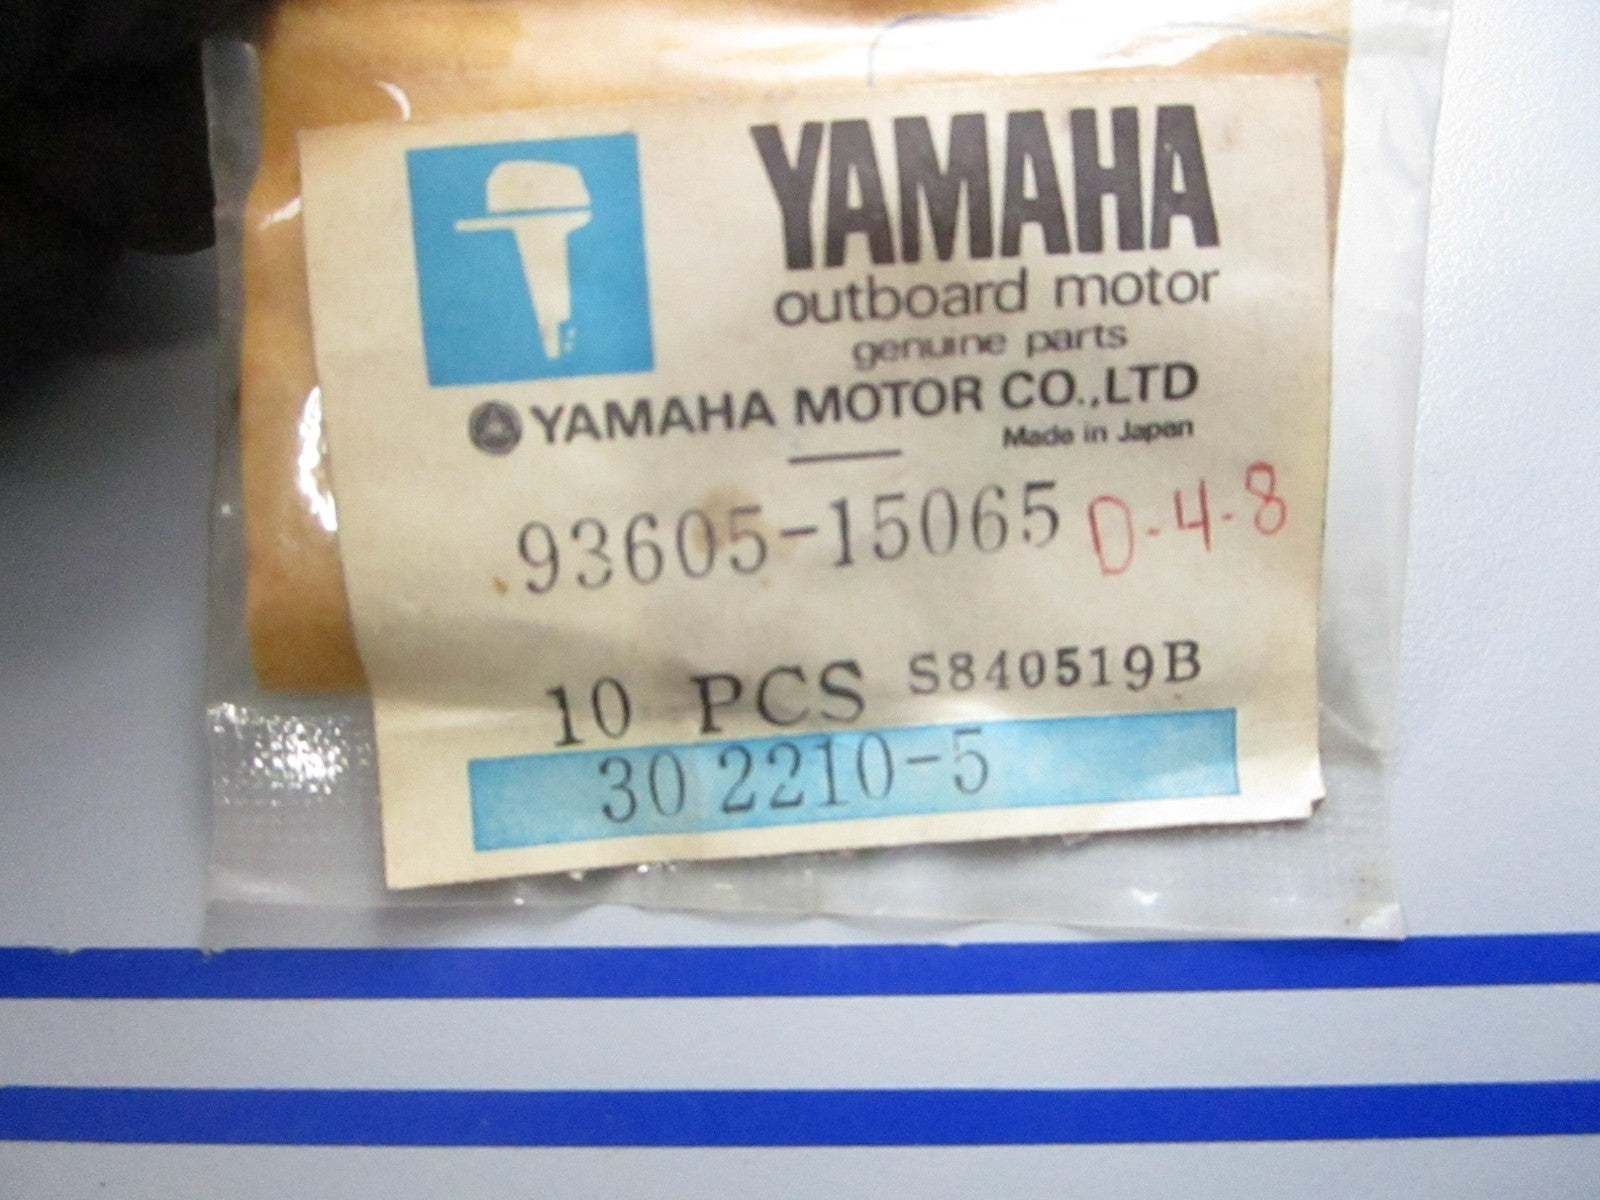 YAMAHA
outboard motor
genuine parts
YAMAHA MOTOR CO.,LTD
Made in Japan
93605-15065 D-4-8
10 PCS S840519B
30 2210-5